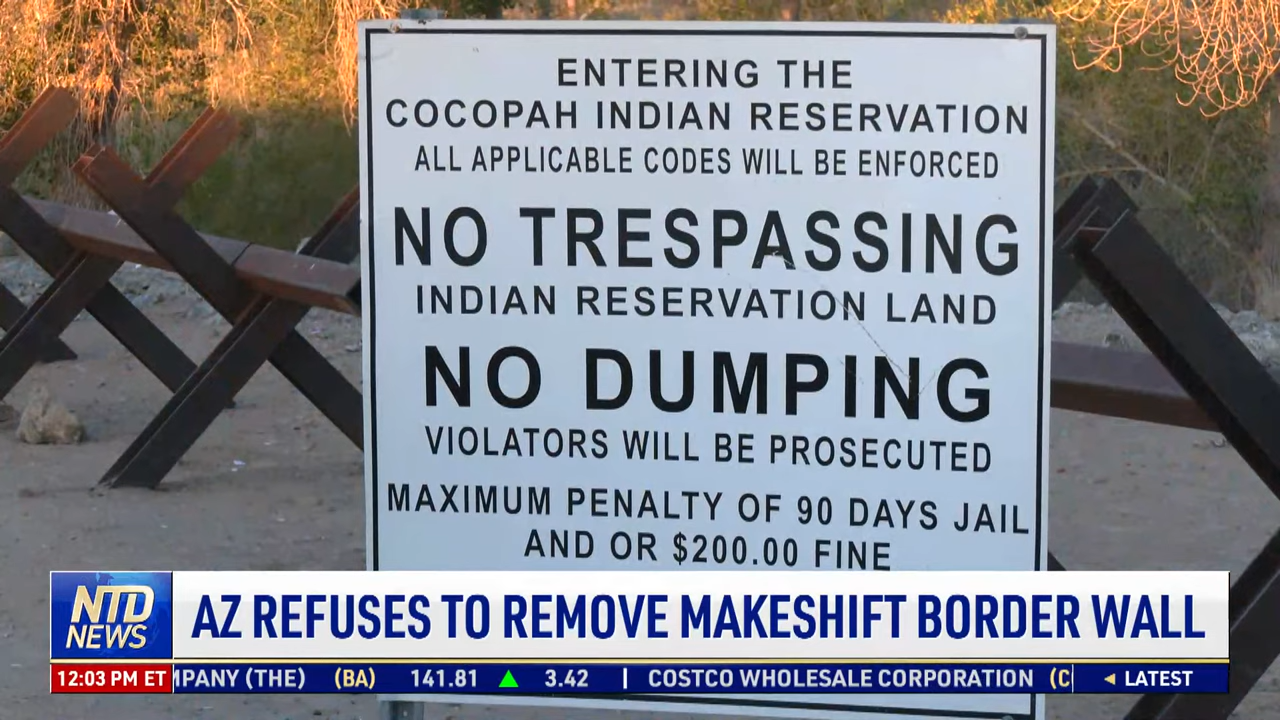 ENTERING THE
COCOPAH INDIAN RESERVATION
ALL APPLICABLE CODES WILL BE ENFORCED
NO TRESPASSING
INDIAN RESERVATION LAND
NO DUMPING
VIOLATORS WILL BE PROSECUTED
MAXIMUM PENALTY OF 90 DAYS JAIL
AND OR $200.00 FINE
NTD
NEWS
AZ REFUSES TO REMOVE MAKESHIFT BORDER WALL
12:03 PM ET MPANY (THE) (BA) 141.81 ▲ 3.42 | COSTCO WHOLESALE CORPORATION (C ◄ LATEST